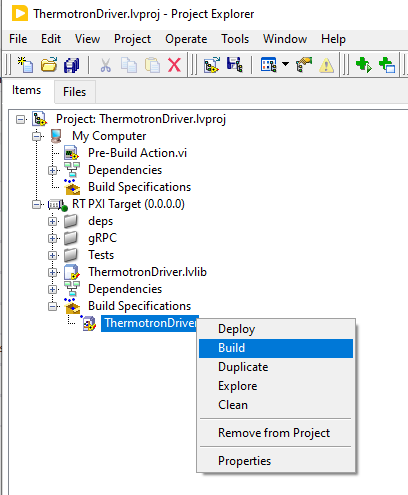 ThermotronDriver.lvproj - Project Explorer
File Edit View Project Operate Tools Window Help
Items Files
Project: ThermotronDriver.lvproj
My Computer
Pre-Build Action.vi
Dependencies
Build Specifications
RT PXI Target (0.0.0.0)
deps
gRPC
Tests
ThermotronDriver.lvlib
Dependencies
Build Specifications
ThermotronDriver
Deploy
Build
Duplicate
Explore
Clean
Remove from Project
Properties